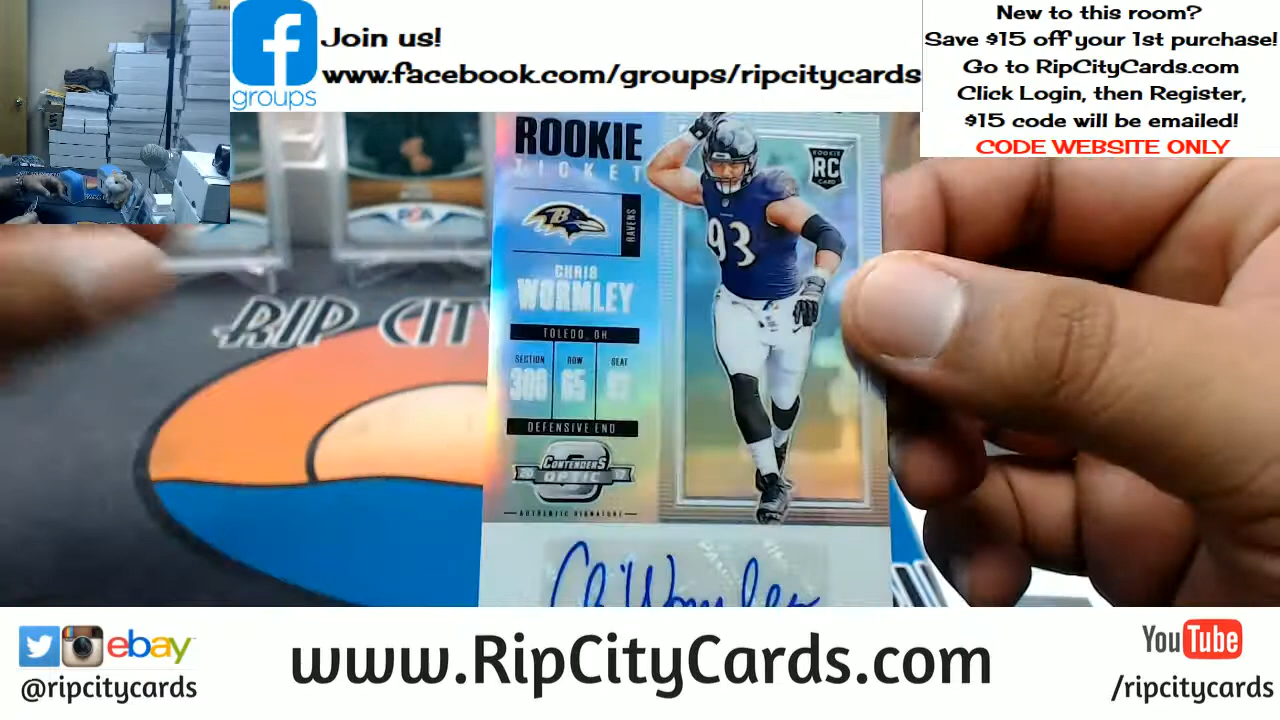 groups
Join us!
www.facebook.com/groups/ripcitycards
New to this room?
Save $15 off your 1st purchase!
Go to RipCityCards.com
Click Login, then Register,
$15 code will be emailed!
CODE WEBSITE ONLY
RIP CIT
ROOKIE
TICKET
RAVENS
CHRIS
WORMLEY
TOLEDO, OH
SECTION ROW SEAT
300 65
DEFENSIVE END
CONTENDERS
OPTIC
AUTHENTIC SIGNATURE
ROOKIE
RC
CARD
93
Ch Wormley
ebay
@ripcitycards
www.RipCityCards.com
YouTube
/ripcitycards